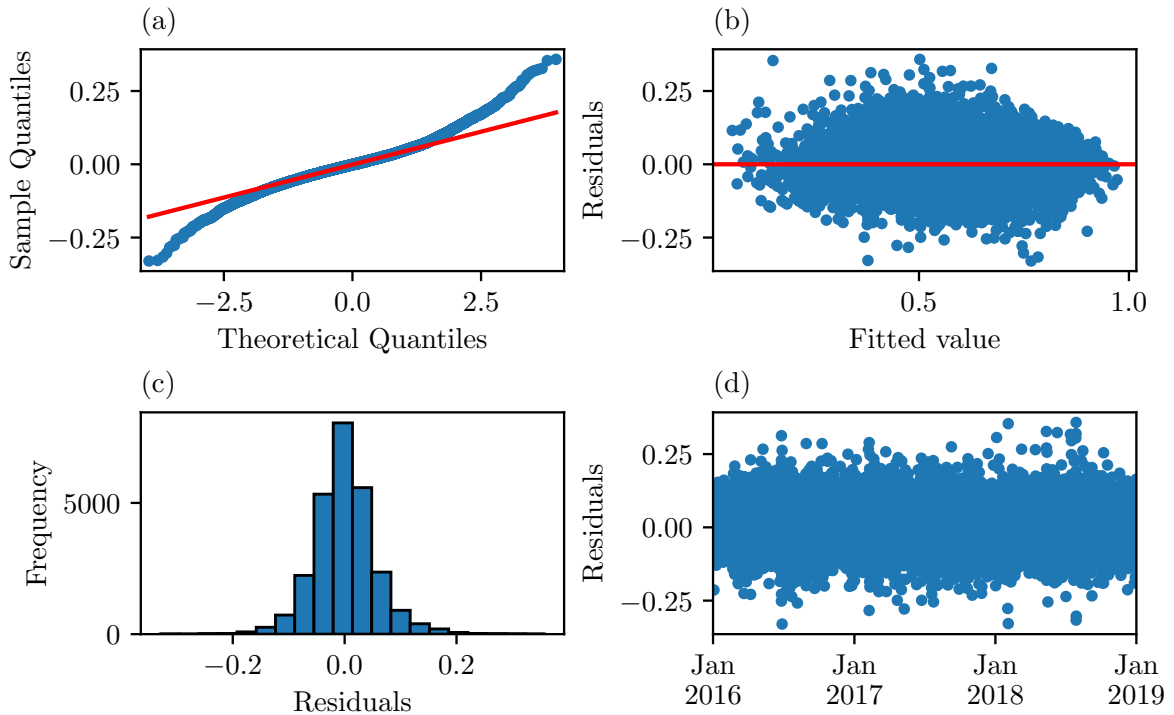 (a)
Sample Quantiles
0.25
0.00
−0.25
−2.5
0.0
2.5
Theoretical Quantiles
(b)
Residuals
0.25
0.00
−0.25
0.5
1.0
Fitted value
(c)
Frequency
5000
0
−0.2
0.0
0.2
Residuals
(d)
Residuals
0.25
0.00
−0.25
Jan
2016
Jan
2017
Jan
2018
Jan
2019